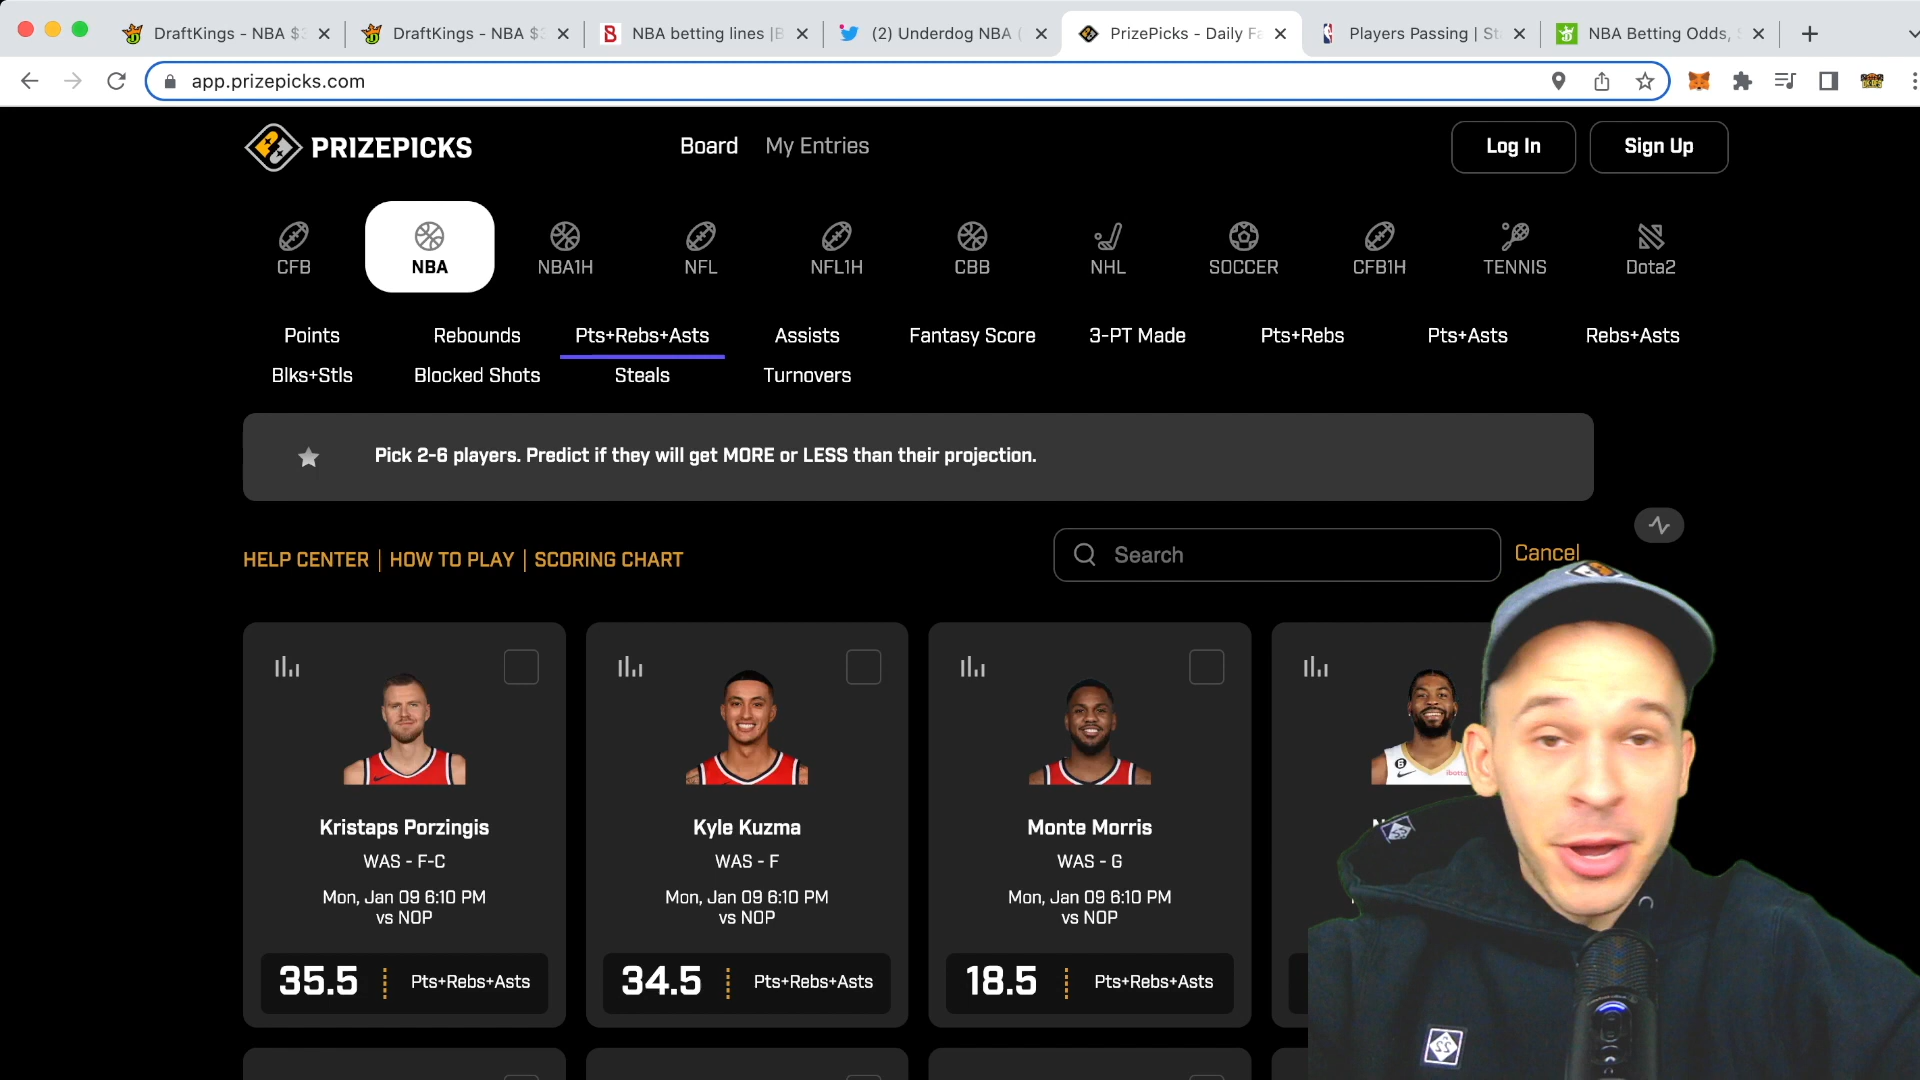 DraftKings - NBA $
DraftKings - NBA $
NBA betting lines |B
(2) Underdog NBA (
PrizePicks - Daily Fa
Players Passing | St
NBA Betting Odds,
app.prizepicks.com
PRIZEPICKS
Board
My Entries
Log In
Sign Up
CFB
NBA
NBA1H
NFL
NFL1H
CBB
NHL
SOCCER
CFB1H
TENNIS
Dota2
Points
Rebounds
Pts+Rebs+Asts
Assists
Fantasy Score
3-PT Made
Pts+Rebs
Pts+Asts
Rebs+Asts
Blks+Stls
Blocked Shots
Steals
Turnovers
Pick 2-6 players. Predict if they will get MORE or LESS than their projection.
HELP CENTER | HOW TO PLAY | SCORING CHART
Search
Cancel
Kristaps Porzingis
WAS - F-C
Mon, Jan 09 6:10 PM
vs NOP
35.5
Pts+Rebs+Asts
Kyle Kuzma
WAS - F
Mon, Jan 09 6:10 PM
vs NOP
34.5
Pts+Rebs+Asts
Monte Morris
WAS - G
Mon, Jan 09 6:10 PM
vs NOP
18.5
Pts+Rebs+Asts